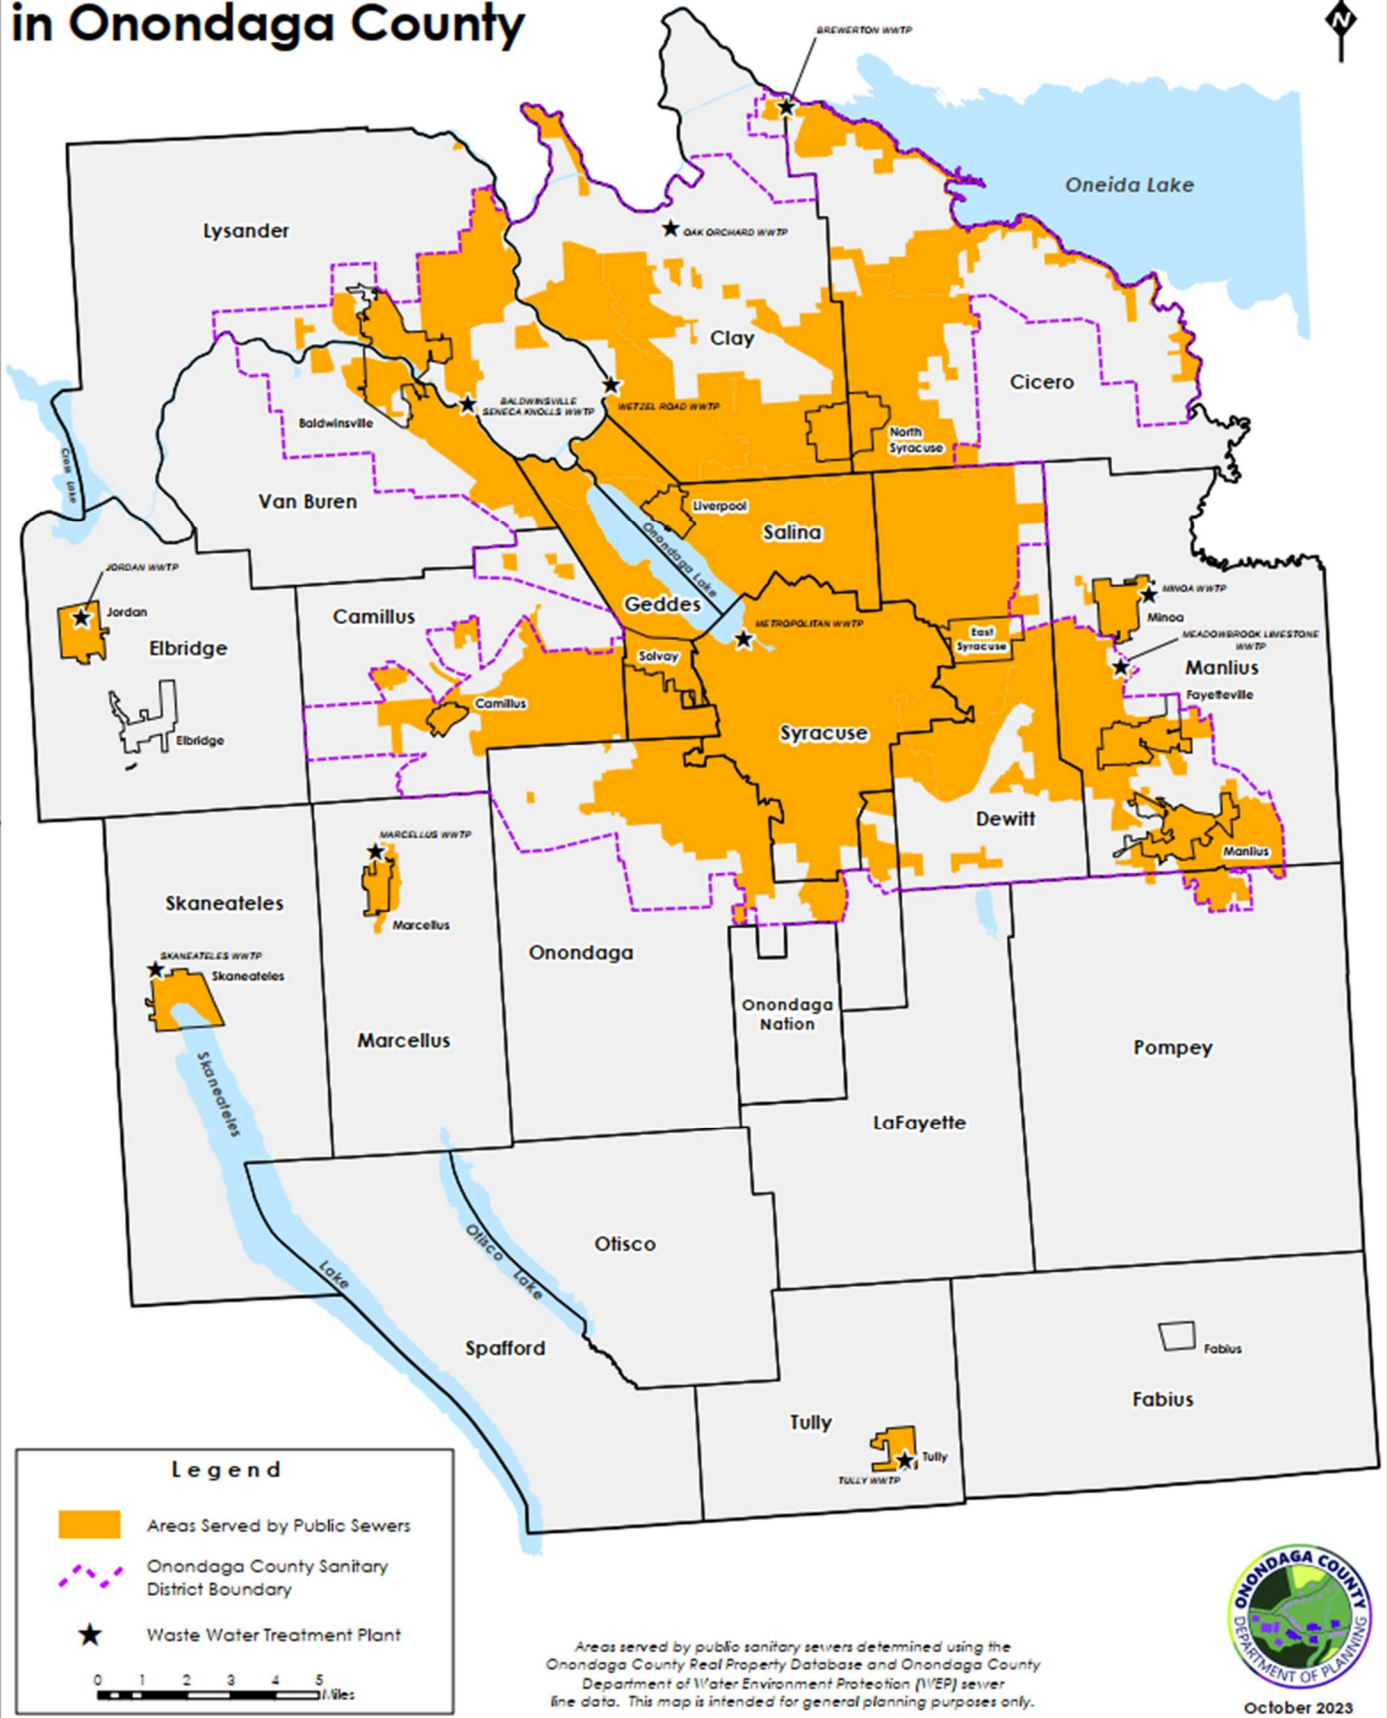 in Onondaga County
N
BREWERTON WWTP
Oneida Lake
Lysander
OAK ORCHARD WWTP
Clay
Cicero
BALDWINSVILLE
SENECA KNOLLS WWTP
WETZEL ROAD WWTP
Baldwinsville
North
Syracuse
Cross Lake
Van Buren
Liverpool
Salina
Onondaga Lake
JORDAN WWTP
Jordan
Elbridge
Camillus
Geddes
METROPOLITAN WWTP
East
Syracuse
MINOA WWTP
Minoa
MEADOWBROOK LIMESTONE
WWTP
Manlius
Solvay
Fayetteville
Camillus
Elbridge
Syracuse
Dewitt
MARCELLUS WWTP
Manlius
Skaneateles
Marcellus
Onondaga
SKANEATELES WWTP
Skaneateles
Onondaga
Nation
Marcellus
Pompey
Skaneateles
LaFayette
Otisco
Otisco Lake
Lake
Spafford
Fabius
Fabius
Tully
Tully
TULLY WWTP
Legend
Areas Served by Public Sewers
Onondaga County Sanitary
District Boundary
Waste Water Treatment Plant
0 1 2 3 4 5
Miles
Areas served by public sanitary sewers determined using the
Onondaga County Real Property Database and Onondaga County
Department of Water Environment Protection (WEP) sewer
line data. This map is intended for general planning purposes only.
ONONDAGA COUNTY
DEPARTMENT OF PLANNING
October 2023